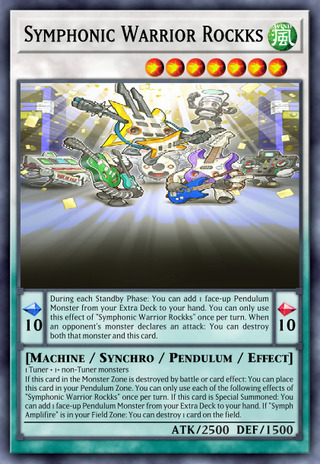 SYMPHONIC WARRIOR ROCKKS
WIND
風
During each Standby Phase: You can add 1 face-up Pendulum
Monster from your Extra Deck to your hand. You can only use
this effect of "Symphonic Warrior Rockks" once per turn. When
an opponent's monster declares an attack: You can destroy
both that monster and this card.
10
10
[MACHINE / SYNCHRO / PENDULUM / EFFECT]
1 Tuner + 1+ non-Tuner monsters
If this card in the Monster Zone is destroyed by battle or card effect: You can place
this card in your Pendulum Zone. You can only use each of the following effects of
"Symphonic Warrior Rockks" once per turn. If this card is Special Summoned: You
can add 1 face-up Pendulum Monster from your Extra Deck to your hand. If "Symph
Amplifire" is in your Field Zone: You can destroy 1 card on the field.
ATK/2500 DEF/1500